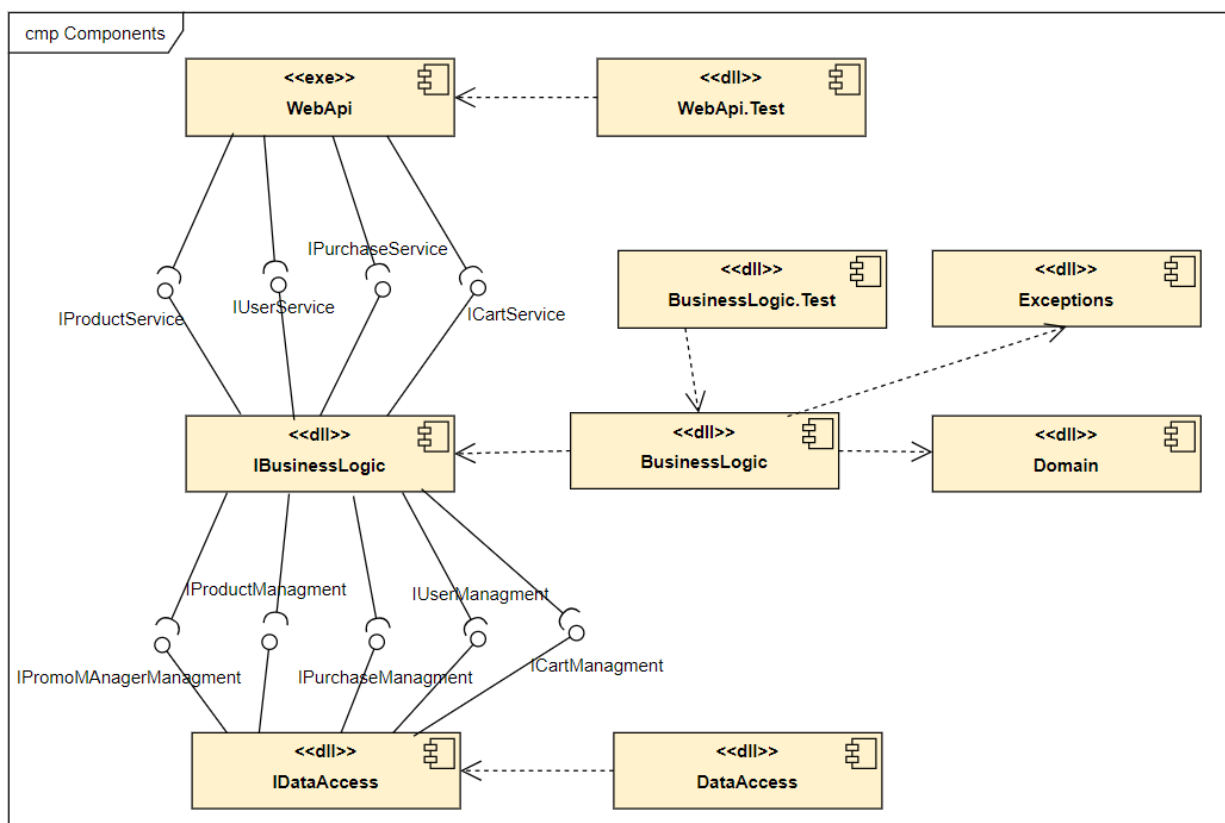 cmp Components
<<exe>>
WebApi
<<dll>>
WebApi.Test
IPurchaseService
IProductService
IUserService
ICartService
<<dll>>
BusinessLogic.Test
<<dll>>
Exceptions
<<dll>>
IBusinessLogic
<<dll>>
BusinessLogic
<<dll>>
Domain
IProductManagment
IUserManagment
IPromoMAnagerManagment
IPurchaseManagment
ICartManagment
<<dll>>
IDataAccess
<<dll>>
DataAccess